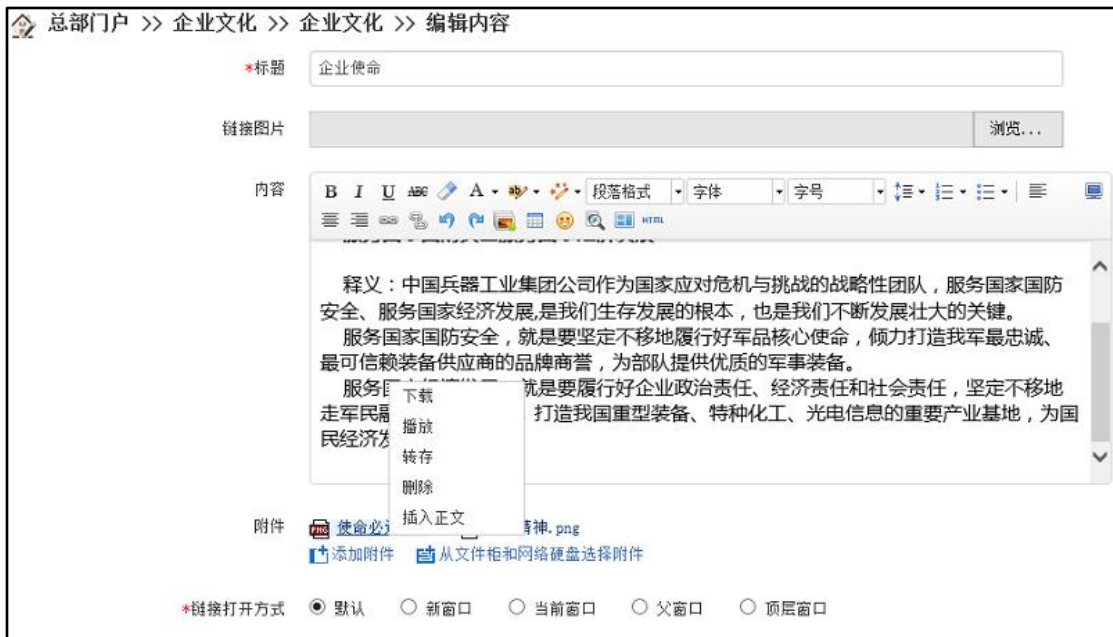 总部门户 >> 企业文化 >> 企业文化 >> 编辑内容
*标题 企业使命
链接图片 浏览...
内容 B I U ABC A 段落格式 字体 字号
HTML
释义：中国兵器工业集团公司作为国家应对危机与挑战的战略性团队，服务国家国防
安全、服务国家经济发展,是我们生存发展的根本，也是我们不断发展壮大的关键。
服务国家国防安全，就是要坚定不移地履行好军品核心使命，倾力打造我军最忠诚、
最可信赖装备供应商的品牌商誉，为部队提供优质的军事装备。
服务 就是要履行好企业政治责任、经济责任和社会责任，坚定不移地
走军民 打造我国重型装备、特种化工、光电信息的重要产业基地，为国
民经济
下载
播放
转存
删除
插入正文
附件 PNG 使命必 神.png
添加附件 从文件柜和网络硬盘选择附件
*链接打开方式 默认 新窗口 当前窗口 父窗口 顶层窗口